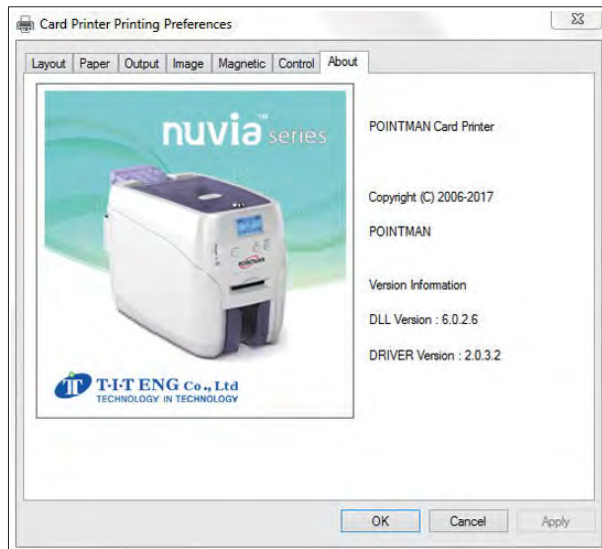 Card Printer Printing Preferences
Layout Paper Output Image Magnetic Control About
nuvia™ series
POINTMAN
T·I·T ENG Co., Ltd
TECHNOLOGY IN TECHNOLOGY
POINTMAN Card Printer
Copyright (C) 2006-2017
POINTMAN
Version Information
DLL Version : 6.0.2.6
DRIVER Version : 2.0.3.2
OK Cancel Apply